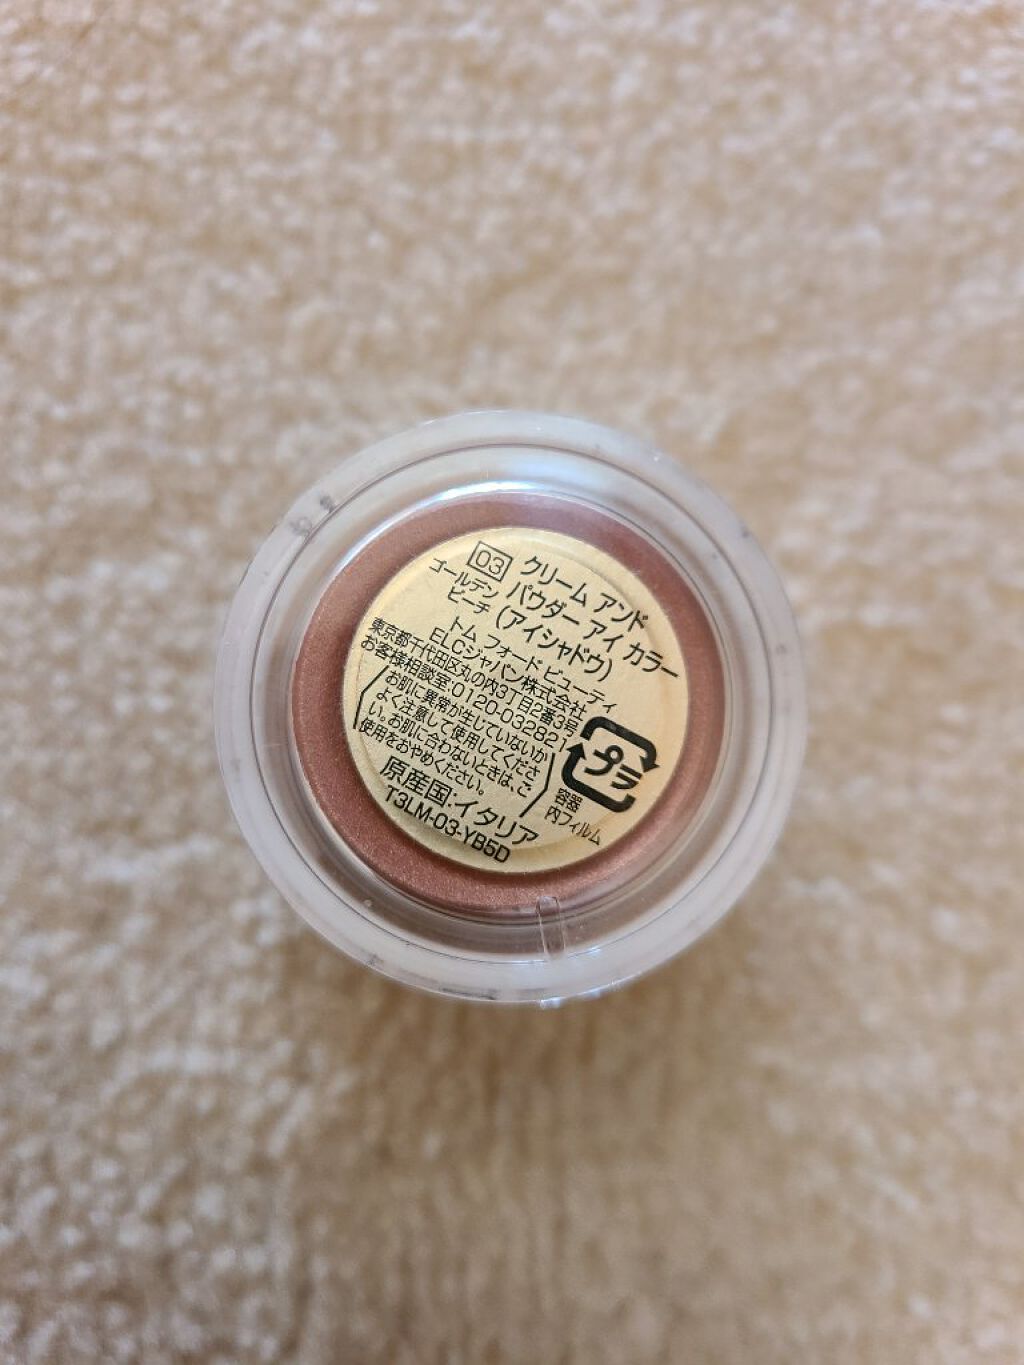 03 クリーム アンド
ゴールデン パウダー アイ カラー
ピーチ (アイシャドウ)
トム フォード ビューティ
ELCジャパン株式会社
東京都千代田区丸の内3丁目2番3号
お客様相談室:0120-032821
お肌に異常が生じていないか
よく注意して使用してくださ
い。お肌に合わないときは、ご
使用をおやめください。
プラ
容器
内フィルム
原産国:イタリア
T3LM-03-YB5D